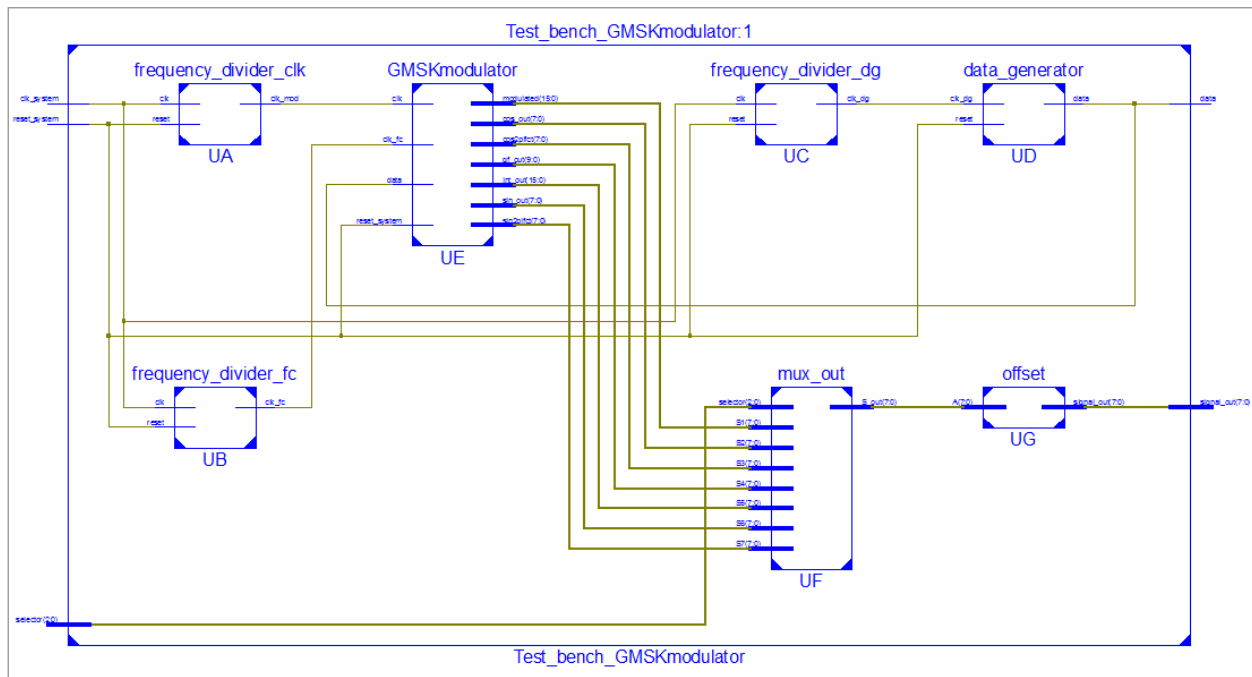 Test_bench_GMSKmodulator:1
frequency_divider_clk
GMSKmodulator
frequency_divider_dg
data_generator
clk_system
clk
clk_mod
clk
modulated(15:0)
clk
clk_dg
clk_dg
data
data
reset_system
reset
cos_out(7:0)
reset
reset
clk_fc
cos2pifct(7:0)
UA
UC
UD
gf_out(9:0)
data
int_out(15:0)
sin_out(7:0)
reset_system
sin2pifct(7:0)
UE
frequency_divider_fc
mux_out
offset
clk
clk_fc
selector(2:0)
S_out(7:0)
A(7:0)
signal_out(7:0)
signal_out(7:0)
reset
S1(7:0)
UG
S2(7:0)
UB
S3(7:0)
S4(7:0)
S5(7:0)
S6(7:0)
S7(7:0)
UF
selector(2:0)
Test_bench_GMSKmodulator